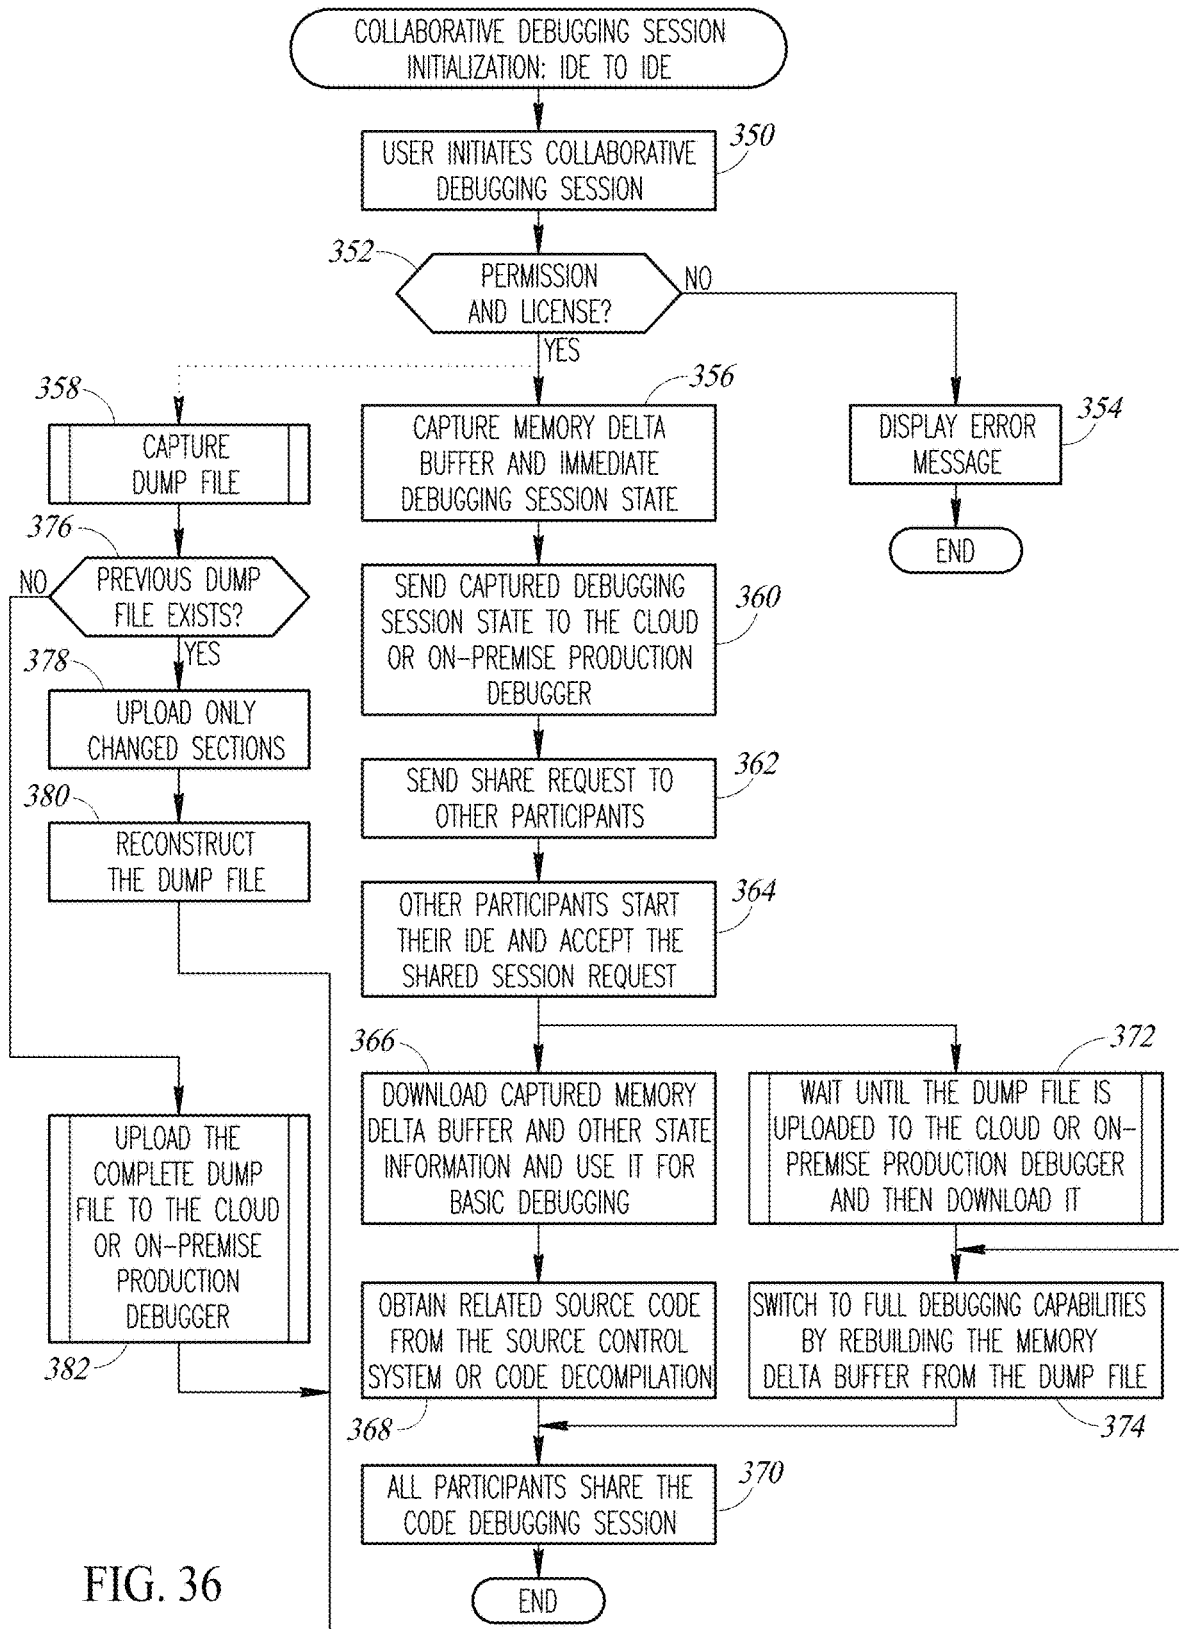 COLLABORATIVE DEBUGGING SESSION
INITIALIZATION: IDE TO IDE
350
USER INITIATES COLLABORATIVE
DEBUGGING SESSION
352
PERMISSION
AND LICENSE?
NO
YES
358
CAPTURE
DUMP FILE
356
CAPTURE MEMORY DELTA
BUFFER AND IMMEDIATE
DEBUGGING SESSION STATE
354
DISPLAY ERROR
MESSAGE
END
376
NO
PREVIOUS DUMP
FILE EXISTS?
YES
360
SEND CAPTURED DEBUGGING
SESSION STATE TO THE CLOUD
OR ON-PREMISE PRODUCTION
DEBUGGER
378
UPLOAD ONLY
CHANGED SECTIONS
362
SEND SHARE REQUEST TO
OTHER PARTICIPANTS
380
RECONSTRUCT
THE DUMP FILE
364
OTHER PARTICIPANTS START
THEIR IDE AND ACCEPT THE
SHARED SESSION REQUEST
366
DOWNLOAD CAPTURED MEMORY
DELTA BUFFER AND OTHER STATE
INFORMATION AND USE IT FOR
BASIC DEBUGGING
372
WAIT UNTIL THE DUMP FILE IS
UPLOADED TO THE CLOUD OR ON-
PREMISE PRODUCTION DEBUGGER
AND THEN DOWNLOAD IT
UPLOAD THE
COMPLETE DUMP
FILE TO THE CLOUD
OR ON-PREMISE
PRODUCTION
DEBUGGER
382
OBTAIN RELATED SOURCE CODE
FROM THE SOURCE CONTROL
SYSTEM OR CODE DECOMPILATION
368
SWITCH TO FULL DEBUGGING CAPABILITIES
BY REBUILDING THE MEMORY
DELTA BUFFER FROM THE DUMP FILE
374
370
ALL PARTICIPANTS SHARE THE
CODE DEBUGGING SESSION
END
FIG. 36